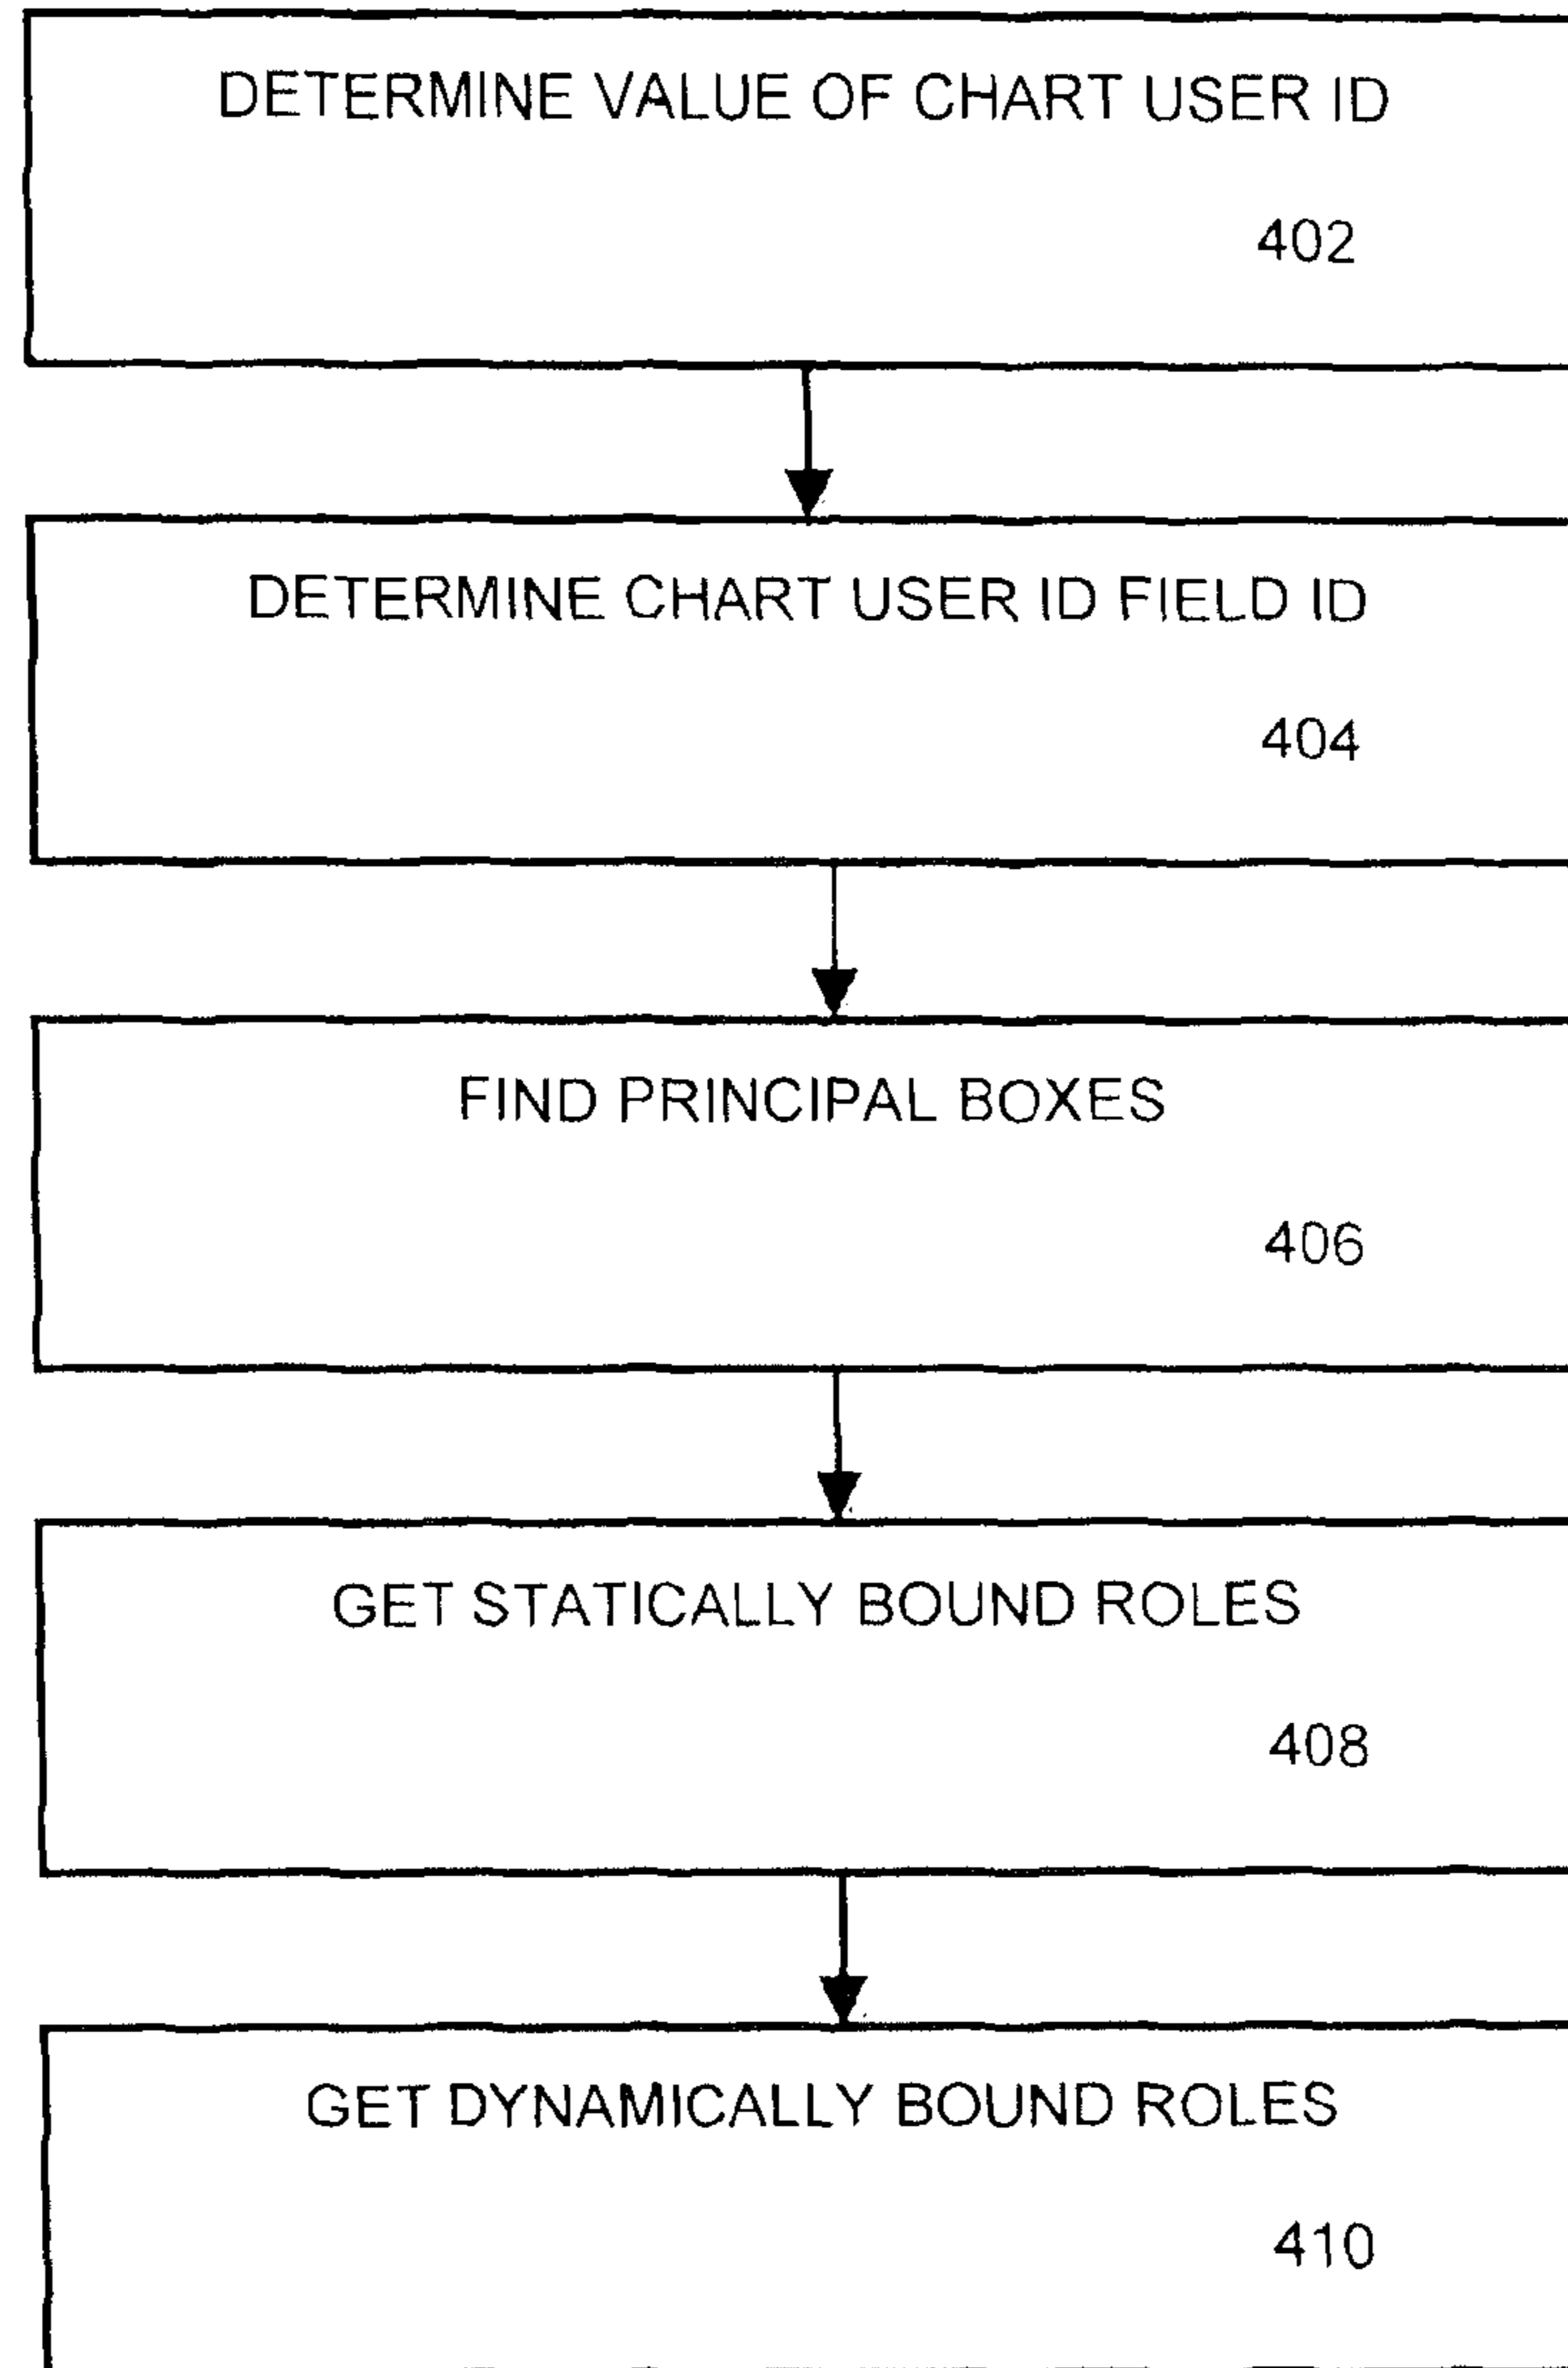 DETERMINE VALUE OF CHART USER ID
402
DETERMINE CHART USER ID FIELD ID
404
FIND PRINCIPAL BOXES
406
GET STATICALLY BOUND ROLES
408
GET DYNAMICALLY BOUND ROLES
410